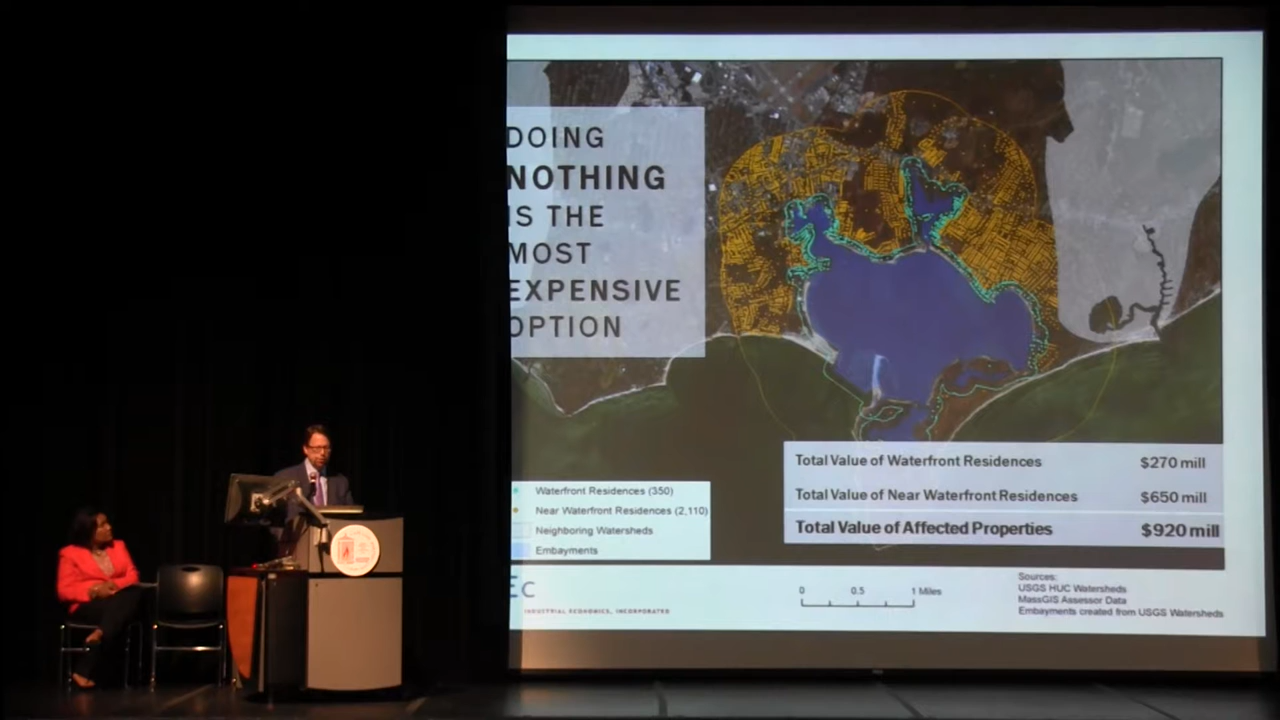 DOING
NOTHING
IS THE
MOST
EXPENSIVE
OPTION
Total Value of Waterfront Residences $270 mill
Total Value of Near Waterfront Residences $650 mill
Total Value of Affected Properties $920 mill
Waterfront Residences (350)
Near Waterfront Residences (2,110)
Neighboring Watersheds
Embayments
EC
INDUSTRIAL ECONOMICS, INCORPORATED
0 0.5 1 Miles
Sources:
USGS HUC Watersheds
MassGIS Assessor Data
Embayments created from USGS Watersheds